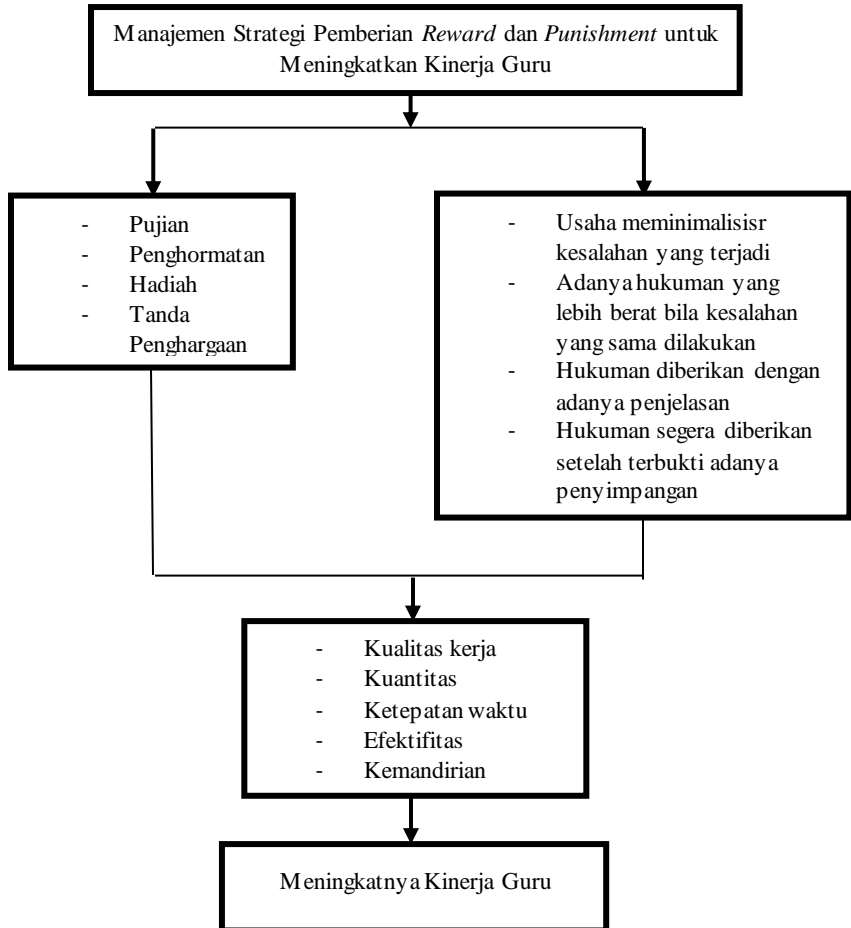 Manajemen Strategi Pemberian Reward dan Punishment untuk
Meningkatkan Kinerja Guru
- Pujian
- Penghormatan
- Hadiah
- Tanda
Penghargaan
- Usaha meminimalisisr
kesalahan yang terjadi
- Adanya hukuman yang
lebih berat bila kesalahan
yang sama dilakukan
- Hukuman diberikan dengan
adanya penjelasan
- Hukuman segera diberikan
setelah terbukti adanya
penyimpangan
- Kualitas kerja
- Kuantitas
- Ketepatan waktu
- Efektifitas
- Kemandirian
Meningkatnya Kinerja Guru